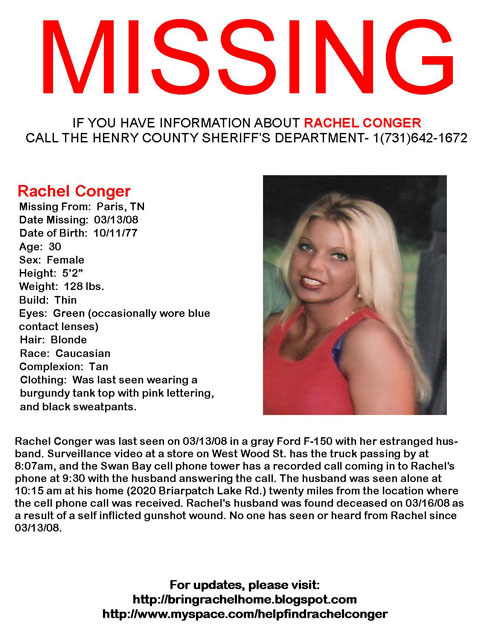 MISSING
IF YOU HAVE INFORMATION ABOUT RACHEL CONGER
CALL THE HENRY COUNTY SHERIFF'S DEPARTMENT- 1(731)642-1672
Rachel Conger
Missing From: Paris, TN
Date Missing: 03/13/08
Date of Birth: 10/11/77
Age: 30
Sex: Female
Height: 5'2"
Weight: 128 lbs.
Build: Thin
Eyes: Green (occasionally wore blue
contact lenses)
Hair: Blonde
Race: Caucasian
Complexion: Tan
Clothing: Was last seen wearing a
burgundy tank top with pink lettering,
and black sweatpants.
Rachel Conger was last seen on 03/13/08 in a gray Ford F-150 with her estranged hus-
band. Surveillance video at a store on West Wood St. has the truck passing by at
8:07am, and the Swan Bay cell phone tower has a recorded call coming in to Rachel's
phone at 9:30 with the husband answering the call. The husband was seen alone at
10:15 am at his home (2020 Briarpatch Lake Rd.) twenty miles from the location where
the cell phone call was received. Rachel's husband was found deceased on 03/16/08 as
a result of a self inflicted gunshot wound. No one has seen or heard from Rachel since
03/13/08.
For updates, please visit:
http://bringrachelhome.blogspot.com
http://www.myspace.com/helpfindrachelconger